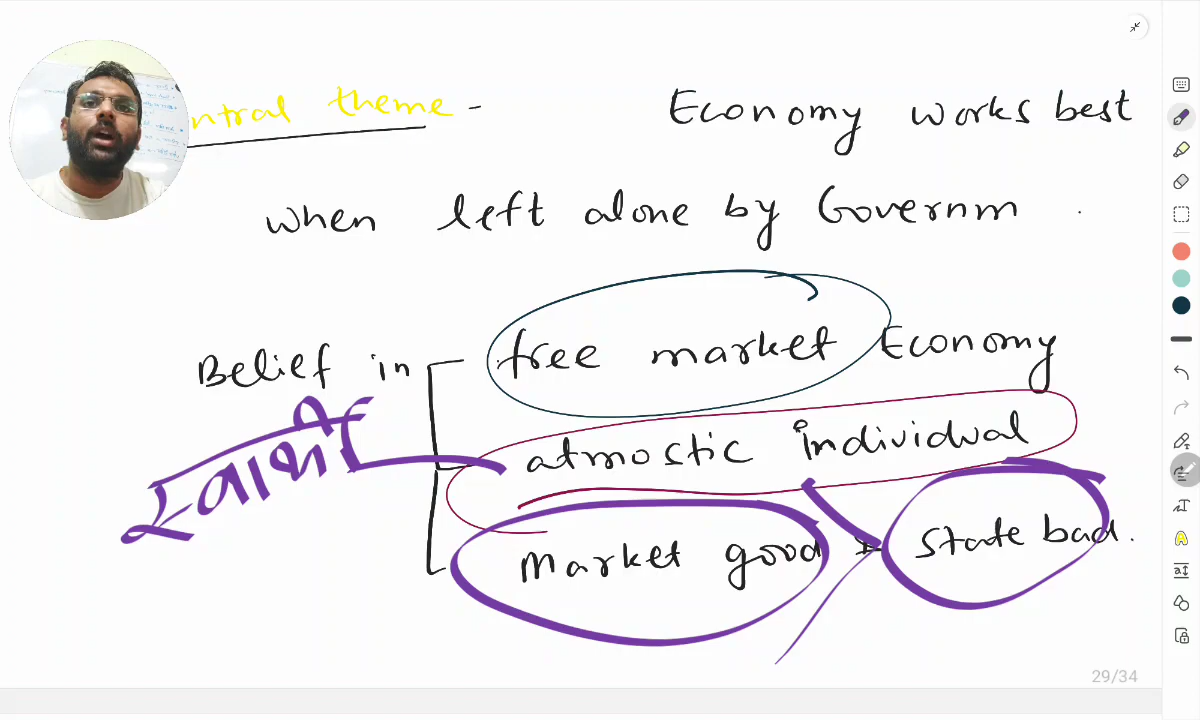 ntral theme - Economy works best
when left alone by Governm .
Belief in free market Economy
स्वार्थी atmostic individual
market good + State bad.
29/34